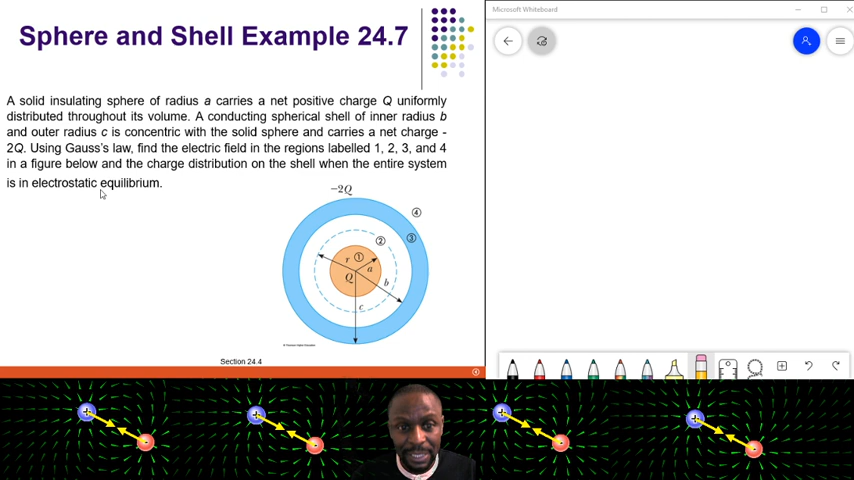 Sphere and Shell Example 24.7
Microsoft Whiteboard
A solid insulating sphere of radius a carries a net positive charge Q uniformly
distributed throughout its volume. A conducting spherical shell of inner radius b
and outer radius c is concentric with the solid sphere and carries a net charge -
2Q. Using Gauss's law, find the electric field in the regions labelled 1, 2, 3, and 4
in a figure below and the charge distribution on the shell when the entire system
is in electrostatic equilibrium.
−2Q
4
2
3
r
1
a
Q
b
c
Section 24.4